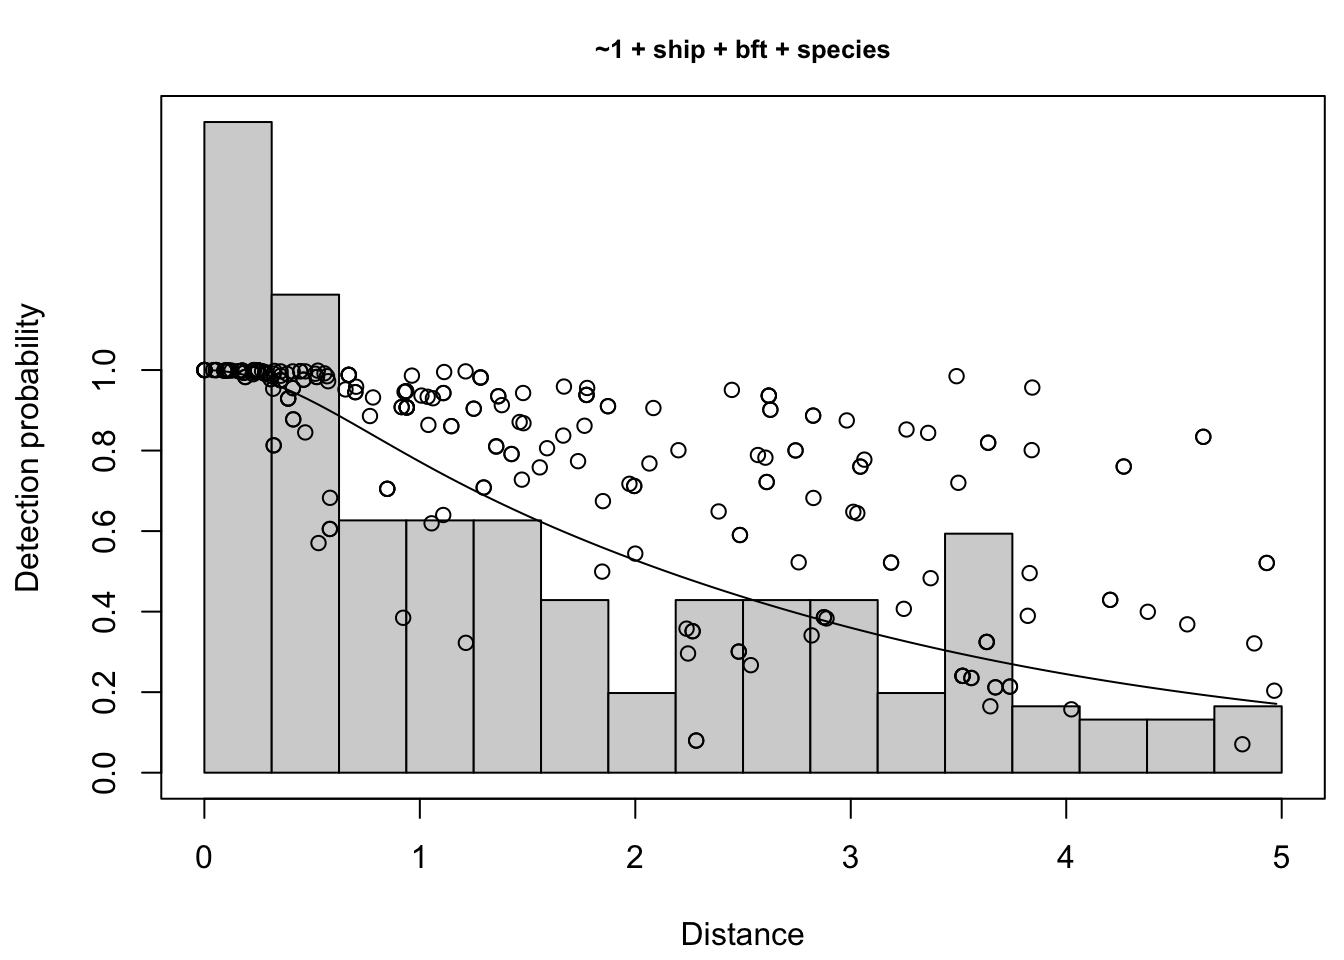 ~1 + ship + bft + species
Detection probability
1.0
0.8
0.6
0.4
0.2
0.0
0 1 2 3 4 5
Distance